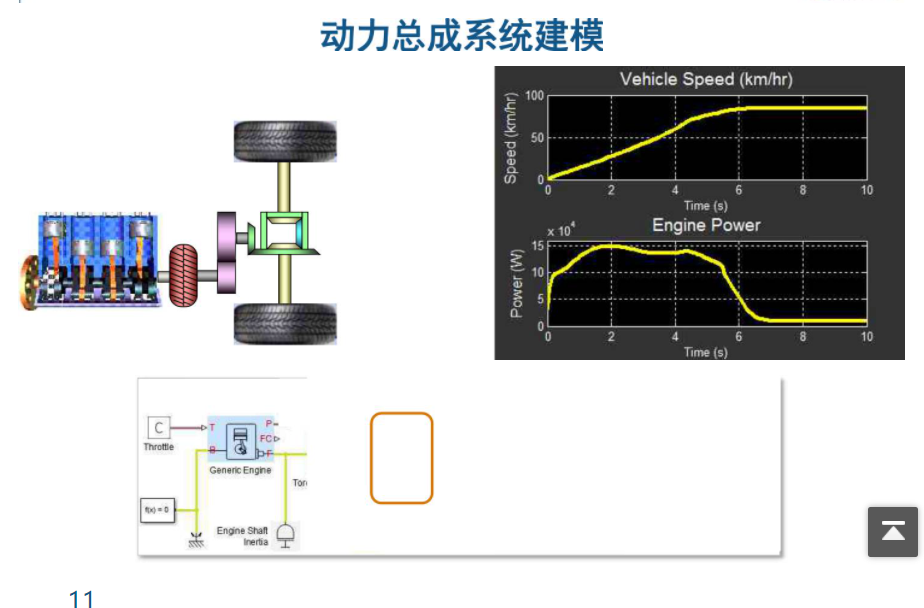 动力总成系统建模
Vehicle Speed (km/hr)
Speed (km/hr)
100
50
0
0 2 4 6 8 10
Time (s)
Engine Power
x 10⁴
Power (W)
15
10
5
0
0 2 4 6 8 10
Time (s)
C
Throttle
T
B
P
FC
F
Generic Engine
Tor
f(x) = 0
Engine Shaft
Inertia
11